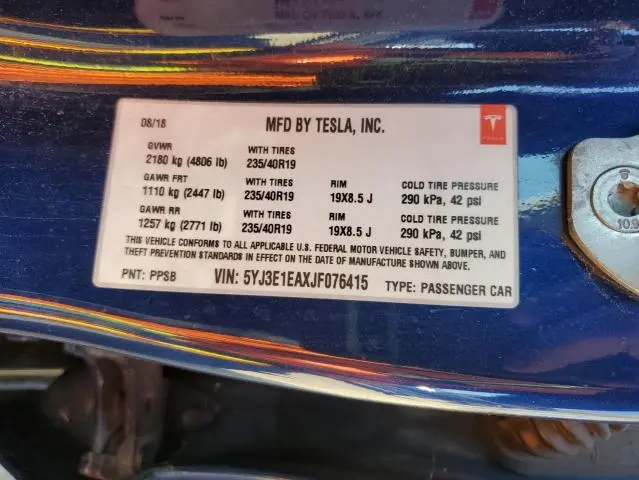 08/18 MFD BY TESLA, INC.
TESLA
GVWR WITH TIRES
2180 kg (4806 lb) 235/40R19
GAWR FRT WITH TIRES RIM COLD TIRE PRESSURE
1110 kg (2447 lb) 235/40R19 19X8.5 J 290 kPa, 42 psi
GAWR RR WITH TIRES RIM COLD TIRE PRESSURE
1257 kg (2771 lb) 235/40R19 19X8.5 J 290 kPa, 42 psi
THIS VEHICLE CONFORMS TO ALL APPLICABLE U.S. FEDERAL MOTOR VEHICLE SAFETY, BUMPER, AND
THEFT PREVENTION STANDARDS IN EFFECT ON THE DATE OF MANUFACTURE SHOWN ABOVE.
PNT: PPSB VIN: 5YJ3E1EAXJF076415 TYPE: PASSENGER CAR
10.9